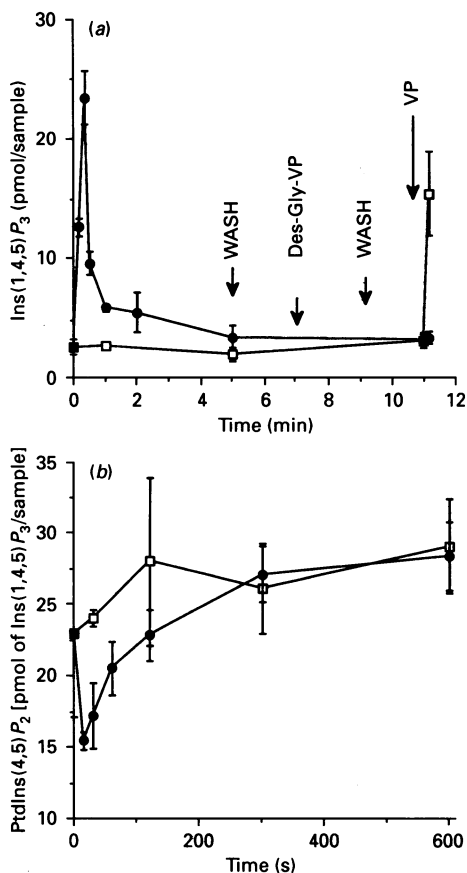 (a)
30
20
10
0
Ins(1,4,5)P3 (pmol/sample)
WASH
Des-Gly-VP
WASH
VP
0 2 4 6 8 10 12
Time (min)
(b)
35
30
25
20
15
10
PtdIns(4,5)P2 [pmol of Ins(1,4,5)P3/sample]
0 200 400 600
Time (s)